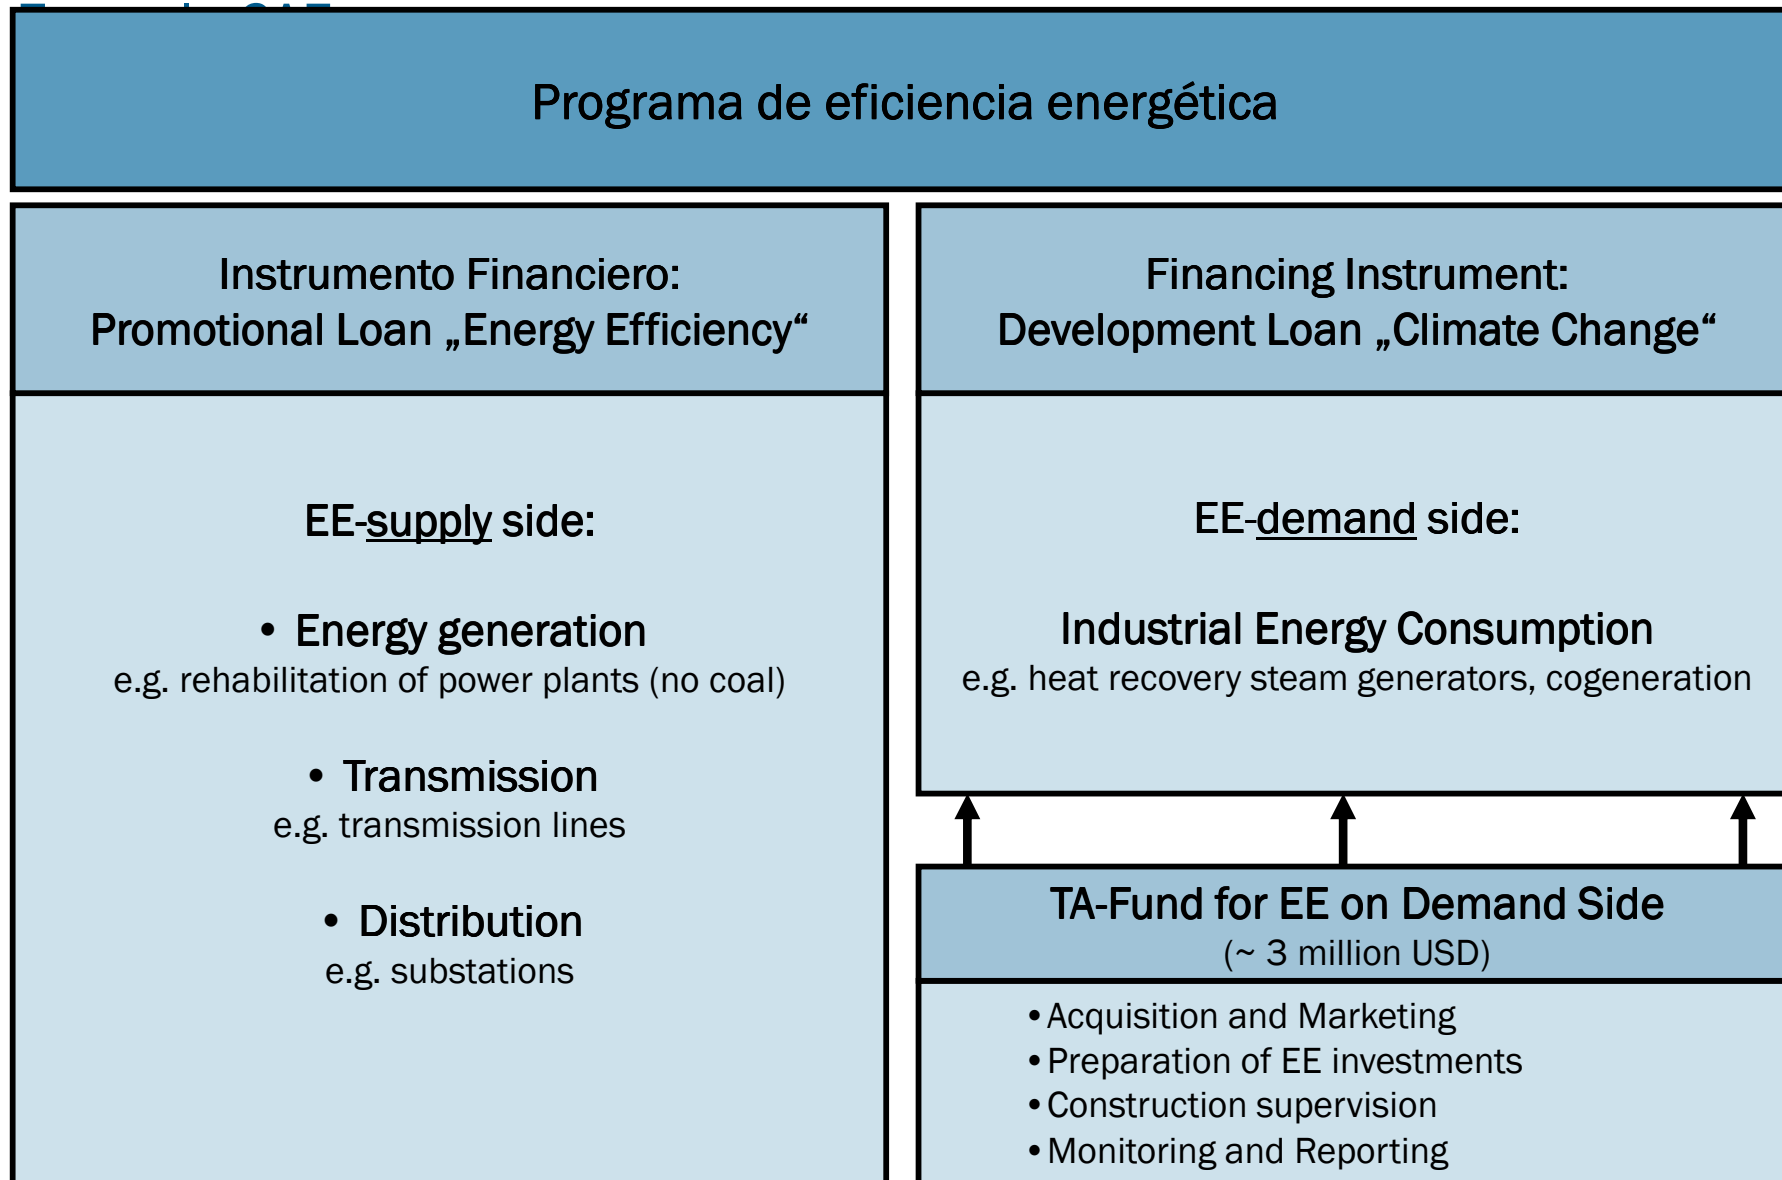 Programa de eficiencia energética
Instrumento Financiero:
Promotional Loan „Energy Efficiency“
EE-supply side:
• Energy generation
e.g. rehabilitation of power plants (no coal)
• Transmission
e.g. transmission lines
• Distribution
e.g. substations
Financing Instrument:
Development Loan „Climate Change“
EE-demand side:
Industrial Energy Consumption
e.g. heat recovery steam generators, cogeneration
TA-Fund for EE on Demand Side
(~ 3 million USD)
•Acquisition and Marketing
•Preparation of EE investments
•Construction supervision
•Monitoring and Reporting